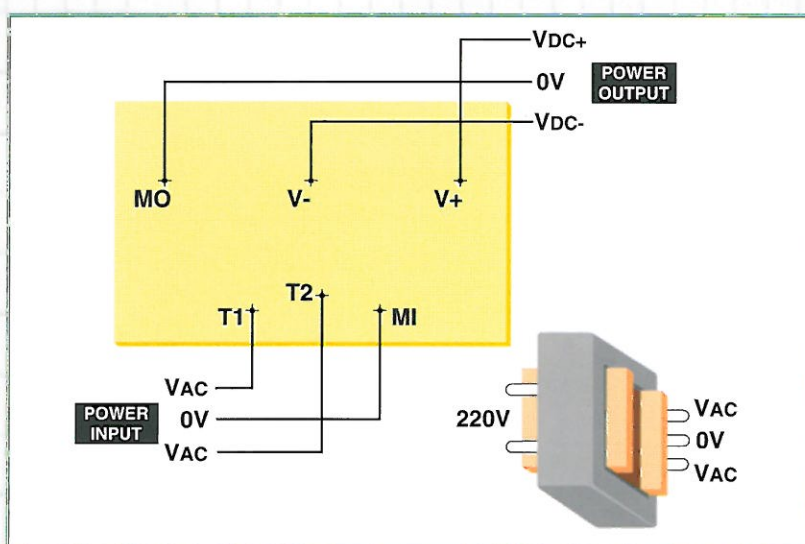 VDC+
0V
POWER
OUTPUT
VDC-
MO
V-
V+
T1
T2
MI
VAC
POWER
INPUT
0V
VAC
220V
VAC
0V
VAC